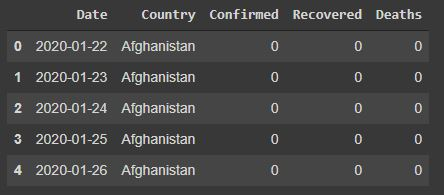 Date Country Confirmed Recovered Deaths
0 2020-01-22 Afghanistan 0 0 0
1 2020-01-23 Afghanistan 0 0 0
2 2020-01-24 Afghanistan 0 0 0
3 2020-01-25 Afghanistan 0 0 0
4 2020-01-26 Afghanistan 0 0 0